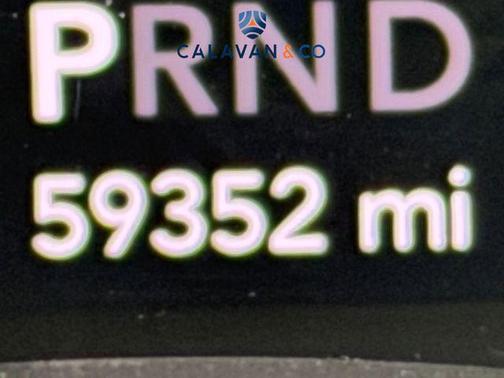 CALAVAN & CO
PRND
59352 mi